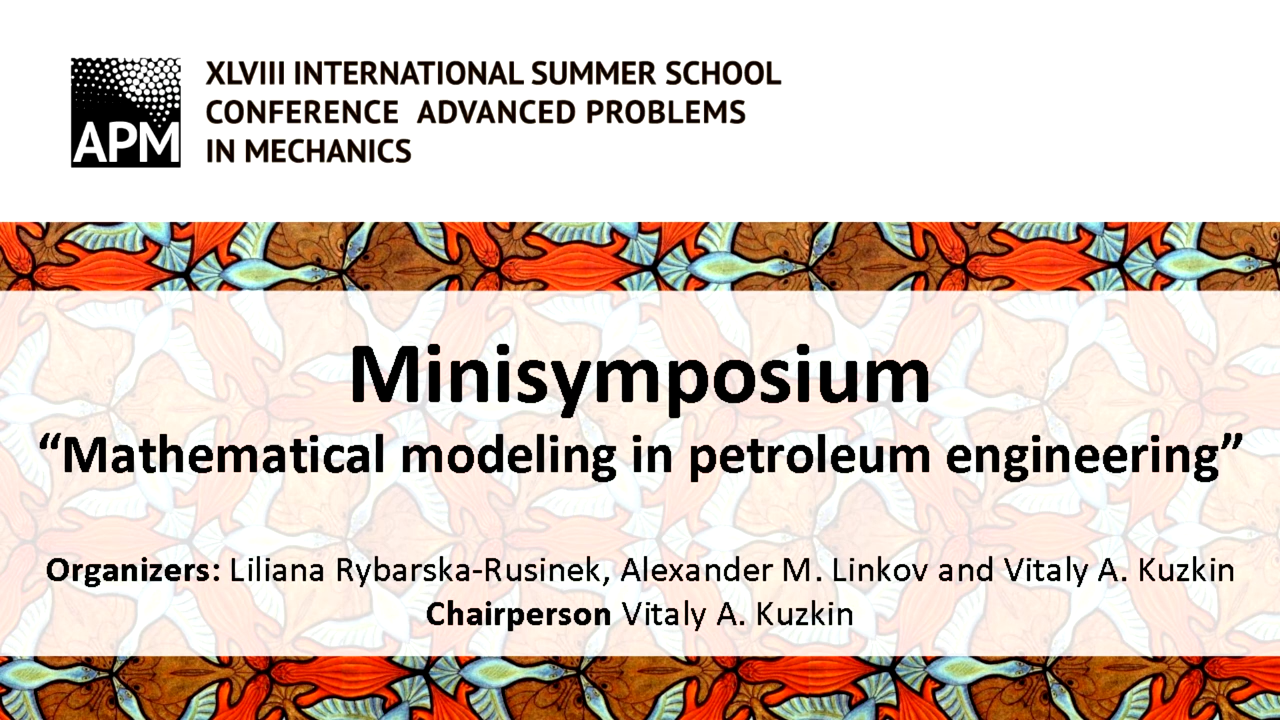 APM
XLVIII INTERNATIONAL SUMMER SCHOOL
CONFERENCE ADVANCED PROBLEMS
IN MECHANICS
Minisymposium
“Mathematical modeling in petroleum engineering”
Organizers: Liliana Rybarska-Rusinek, Alexander M. Linkov and Vitaly A. Kuzkin
Chairperson Vitaly A. Kuzkin